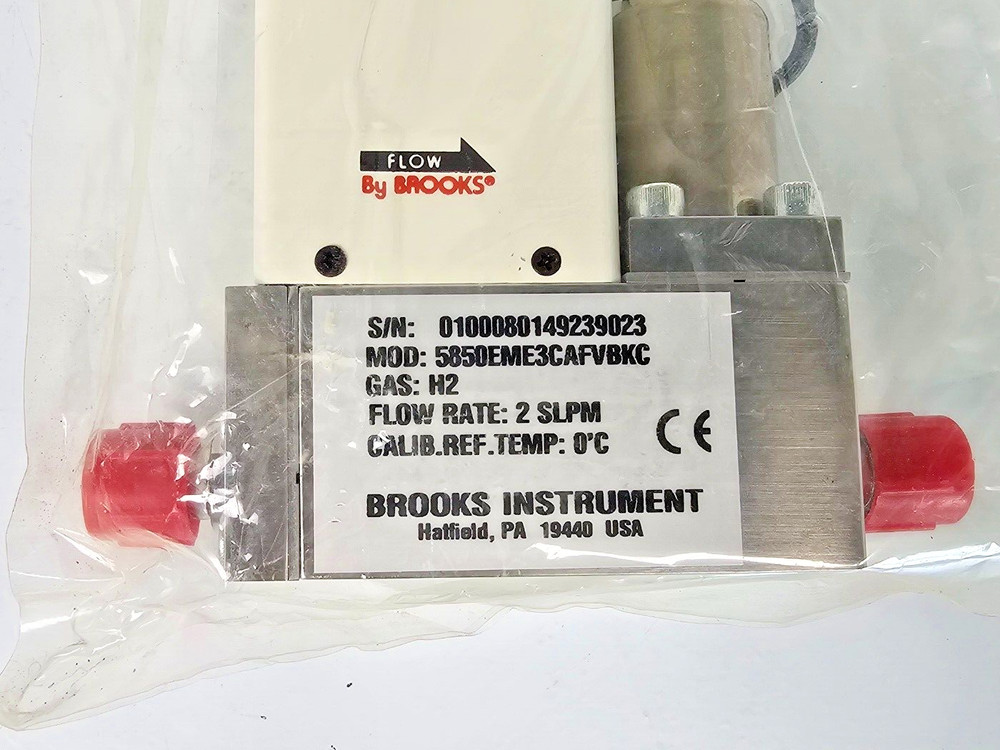 FLOW
By BROOKS®
S/N: 0100080149239023
MOD: 5850EME3CAFVBKC
GAS: H2
FLOW RATE: 2 SLPM
CALIB.REF.TEMP: 0°C
CE
BROOKS INSTRUMENT
Hatfield, PA 19440 USA